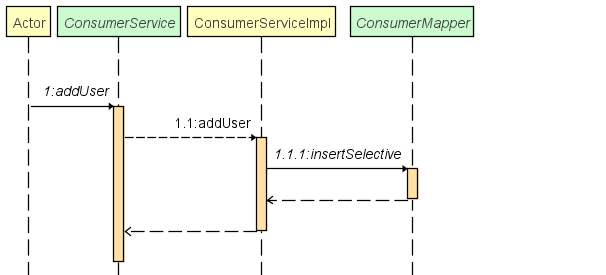 Actor
ConsumerService
ConsumerServiceImpl
ConsumerMapper
1:addUser
1.1:addUser
1.1.1:insertSelective